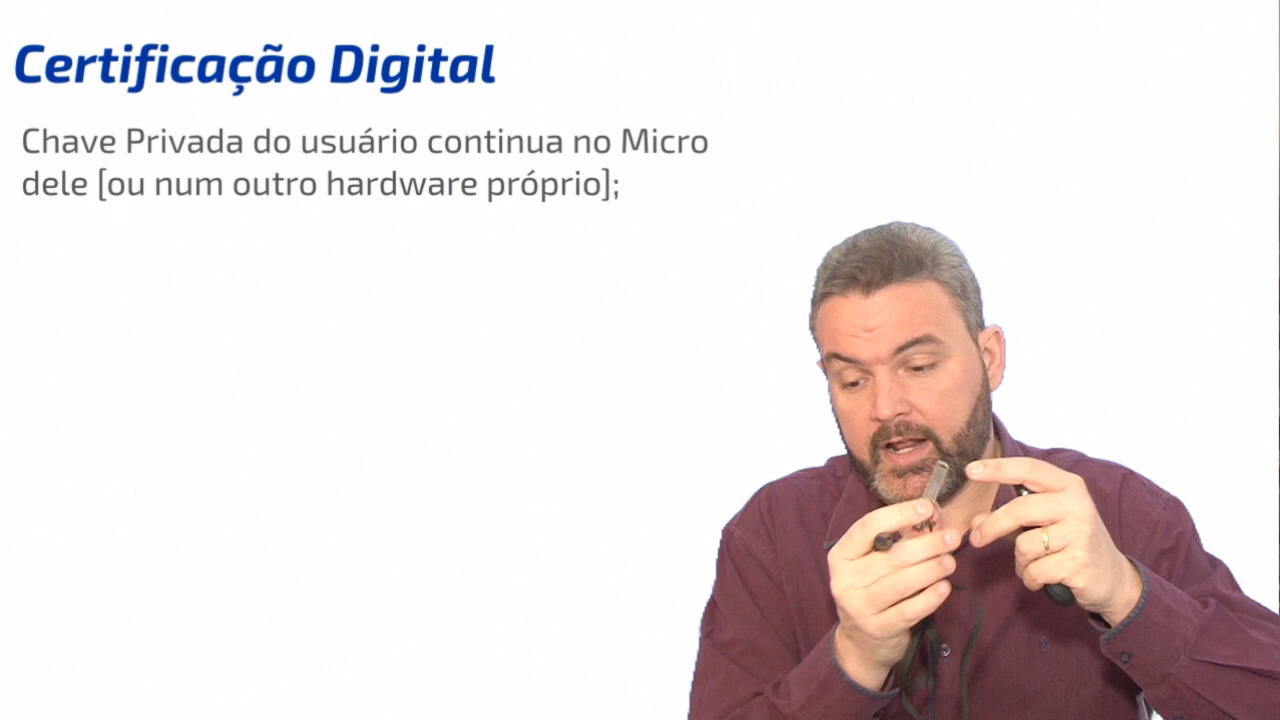 Certificação Digital
Chave Privada do usuário continua no Micro
dele [ou num outro hardware próprio];